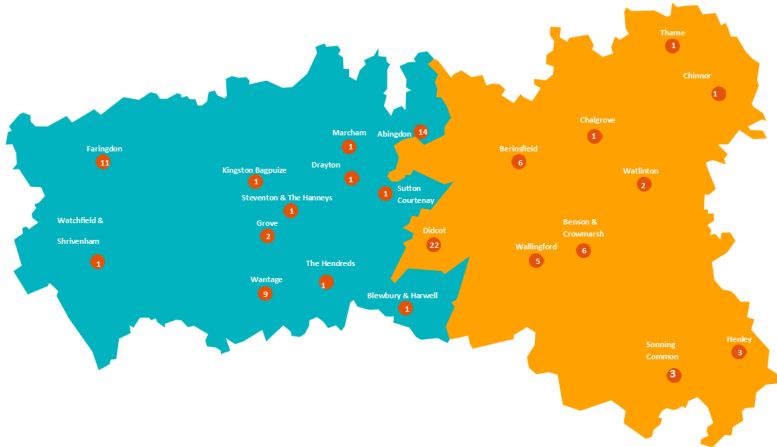 Thame
1
Chinnor
1
Chalgrove
1
Marcham
1
Abingdon
14
Faringdon
11
Berinsfield
6
Drayton
1
Kingston Bagpuize
1
Watlinton
2
Sutton
Courtenay
1
Steventon & The Hanneys
1
Watchfield &
Shrivenham
1
Grove
2
Didcot
22
Benson &
Crowmarsh
6
Wallingford
5
The Hendreds
1
Wantage
9
Blewbury & Harwell
1
Henley
3
Sonning
Common
3